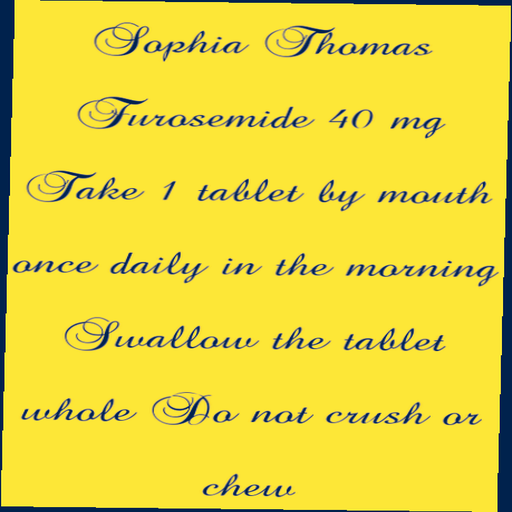 Sophia Thomas
Furosemide 40 mg
Take 1 tablet by mouth
once daily in the morning
Swallow the tablet
whole Do not crush or
chew